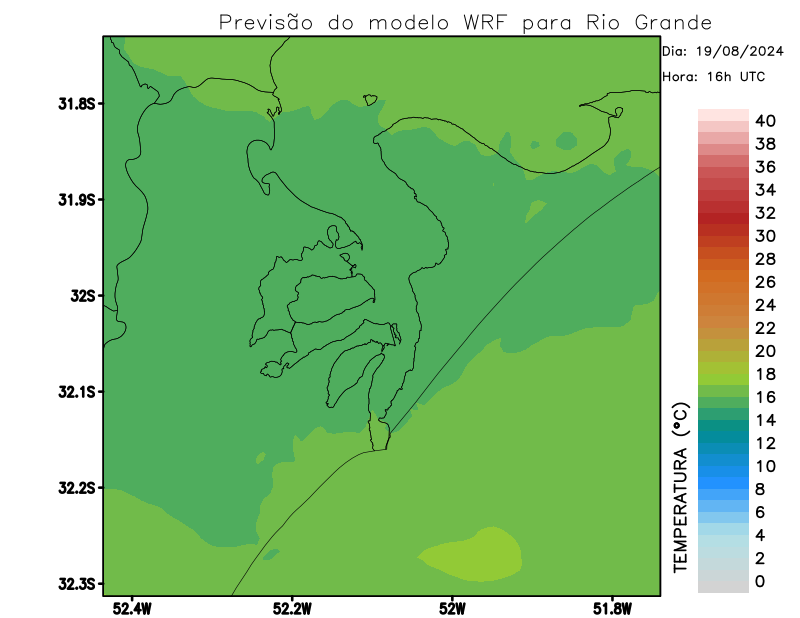 Previsão do modelo WRF para Rio Grande
Dia: 19/08/2024
Hora: 16h UTC
31.8S
31.9S
32S
32.1S
32.2S
32.3S
52.4W
52.2W
52W
51.8W
TEMPERATURA (°C)
40
38
36
34
32
30
28
26
24
22
20
18
16
14
12
10
8
6
4
2
0